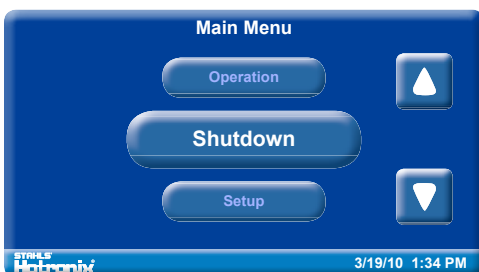 Main Menu
Operation
Shutdown
Setup
STAHLS'
Hotronix
3/19/10 1:34 PM